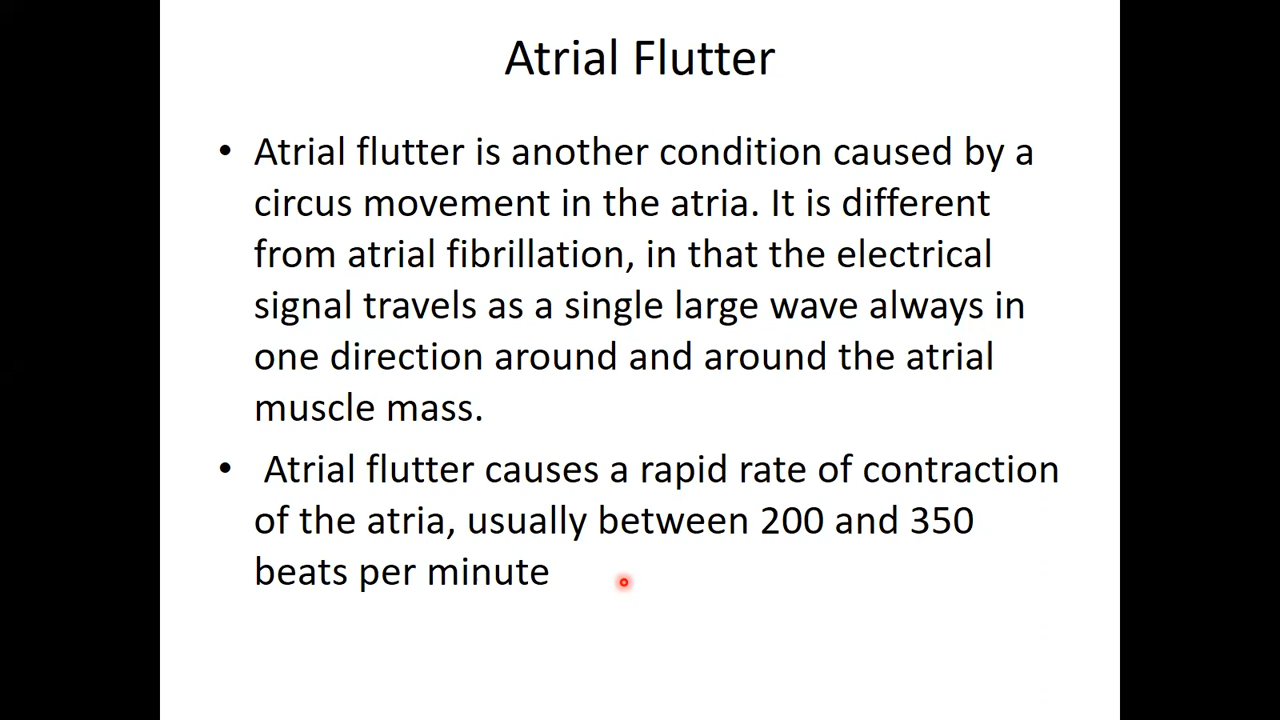 Atrial Flutter
• Atrial flutter is another condition caused by a
circus movement in the atria. It is different
from atrial fibrillation, in that the electrical
signal travels as a single large wave always in
one direction around and around the atrial
muscle mass.
• Atrial flutter causes a rapid rate of contraction
of the atria, usually between 200 and 350
beats per minute